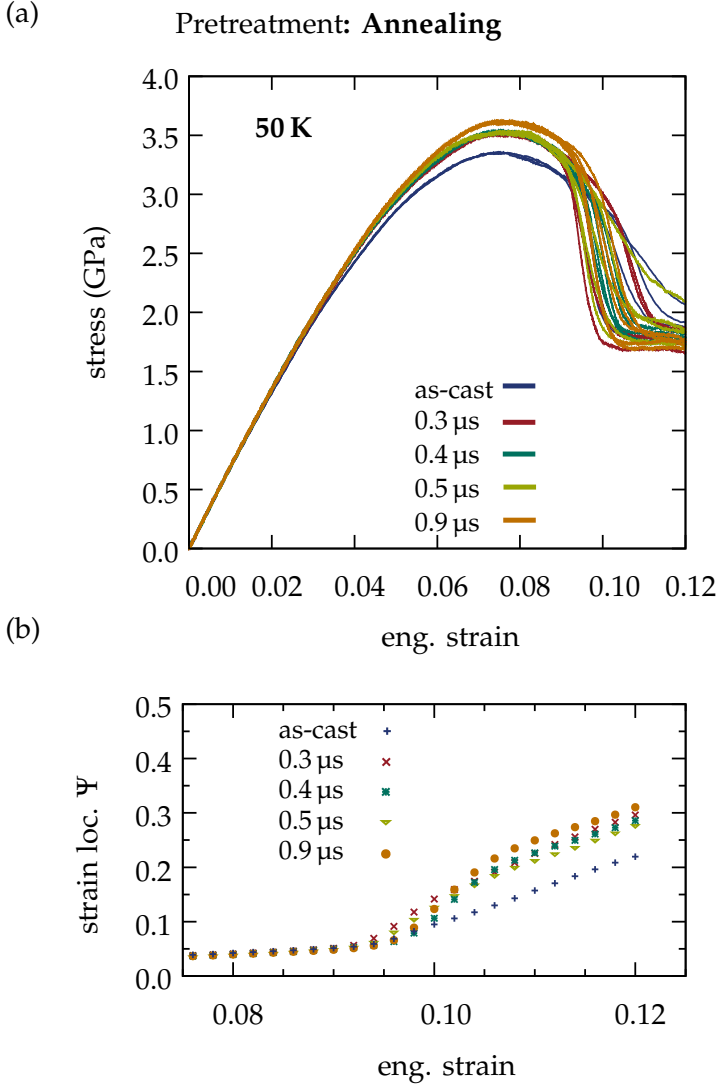 (a)
Pretreatment: Annealing
4.0
3.5
3.0
2.5
2.0
1.5
1.0
0.5
0.0
stress (GPa)
50 K
as-cast
0.3 μs
0.4 μs
0.5 μs
0.9 μs
0.00 0.02 0.04 0.06 0.08 0.10 0.12
eng. strain
(b)
0.5
0.4
0.3
0.2
0.1
0.0
strain loc. Ψ
as-cast
0.3 μs
0.4 μs
0.5 μs
0.9 μs
0.08 0.10 0.12
eng. strain